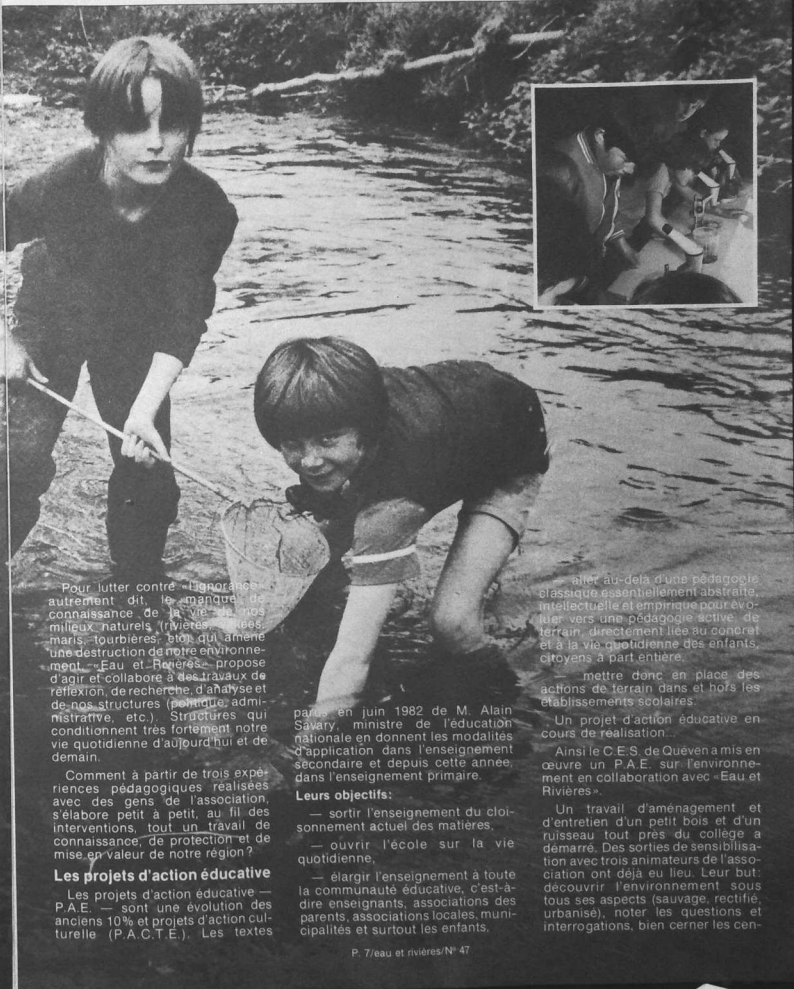 Pour lutter contre «l'ignorance»
autrement dit, le manque de
connaissance de la vie de nos
milieux naturels (rivières, vallées,
marais, tourbières, etc) qui amène
une destruction de notre environne-
ment, «Eau et Rivières» propose
d'agir et collabore à des travaux de
réflexion, de recherche, d'analyse et
de nos structures (politique, admi-
nistrative, etc.). Structures qui
conditionnent très fortement notre
vie quotidienne d'aujourd'hui et de
demain.
Comment à partir de trois expé-
riences pédagogiques réalisées
avec des gens de l'association,
s'élabore petit à petit, au fil des
interventions, tout un travail de
connaissance, de protection et de
mise en valeur de notre région?
Les projets d'action éducative
Les projets d'action éducative —
P.A.E. — sont une évolution des
anciens 10% et projets d'action cul-
turelle (P.A.C.T.E.). Les textes
parus en juin 1982 de M. Alain
Savary, ministre de l'éducation
nationale en donnent les modalités
d'application dans l'enseignement
secondaire et depuis cette année,
dans l'enseignement primaire.
Leurs objectifs:
— sortir l'enseignement du cloi-
sonnement actuel des matières,
— ouvrir l'école sur la vie
quotidienne,
— élargir l'enseignement à toute
la communauté éducative, c'est-à-
dire enseignants, associations des
parents, associations locales, muni-
cipalités et surtout les enfants,
— aller au-delà d'une pédagogie
classique essentiellement abstraite,
intellectuelle et empirique pour évo-
luer vers une pédagogie active de
terrain, directement liée au concret
et à la vie quotidienne des enfants,
citoyens à part entière.
mettre donc en place des
actions de terrain dans et hors les
établissements scolaires.
Un projet d'action éducative en
cours de réalisation...
Ainsi le C.E.S. de Quéven a mis en
œuvre un P.A.E. sur l'environne-
ment en collaboration avec «Eau et
Rivières».
Un travail d'aménagement et
d'entretien d'un petit bois et d'un
ruisseau tout près du collège a
démarré. Des sorties de sensibilisa-
tion avec trois animateurs de l'asso-
ciation ont déjà eu lieu. Leur but:
découvrir l'environnement sous
tous ses aspects (sauvage, rectifié,
urbanisé), noter les questions et
interrogations, bien cerner les cen-
P. 7/eau et rivières/N° 47